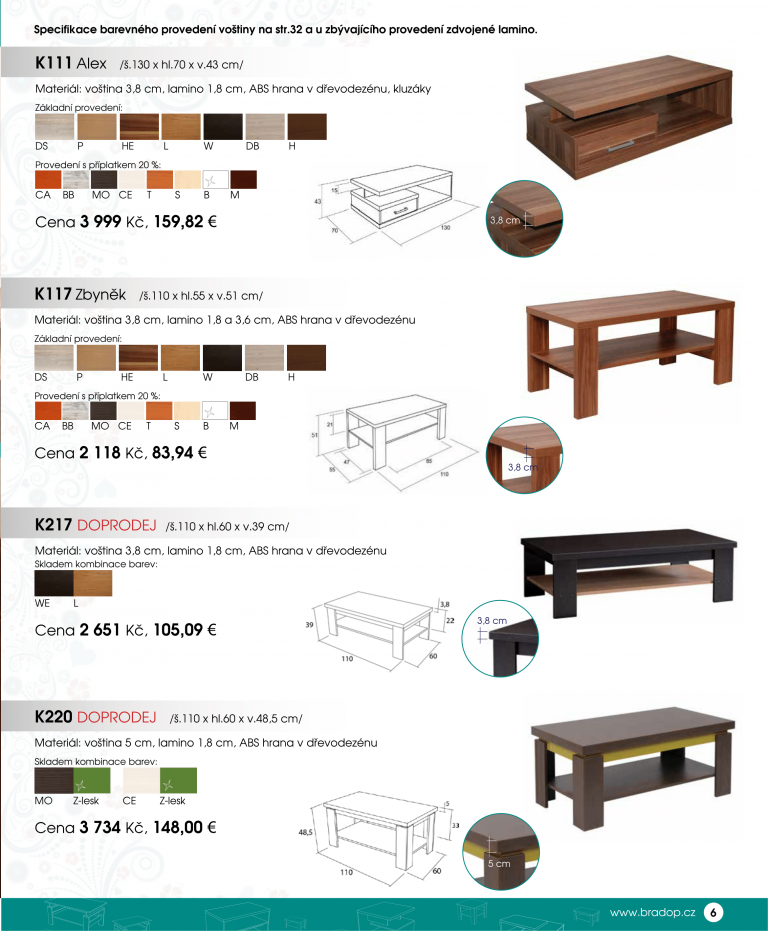 Specifikace barevného provedení voštiny na str.32 a u zbývajícího provedení zdvojené lamino.
K111 Alex /š.130 x hl.70 x v.43 cm/
Materiál: voština 3,8 cm, lamino 1,8 cm, ABS hrana v dřevodezénu, kluzáky
Základní provedení:
DS P HE L W DB H
Provedení s příplatkem 20 %:
CA BB MO CE T S B M
Cena 3 999 Kč, 159,82 €
15
43
70
130
3,8 cm
K117 Zbyněk /š.110 x hl.55 x v.51 cm/
Materiál: voština 3,8 cm, lamino 1,8 a 3,6 cm, ABS hrana v dřevodezénu
Základní provedení:
DS P HE L W DB H
Provedení s příplatkem 20 %:
CA BB MO CE T S B M
Cena 2 118 Kč, 83,94 €
21
51
47
55
85
110
3,8 cm
K217 DOPRODEJ /š.110 x hl.60 x v.39 cm/
Materiál: voština 3,8 cm, lamino 1,8 cm, ABS hrana v dřevodezénu
Skladem kombinace barev:
WE L
Cena 2 651 Kč, 105,09 €
3,8
22
39
110
60
3,8 cm
K220 DOPRODEJ /š.110 x hl.60 x v.48,5 cm/
Materiál: voština 5 cm, lamino 1,8 cm, ABS hrana v dřevodezénu
Skladem kombinace barev:
MO Z-lesk CE Z-lesk
Cena 3 734 Kč, 148,00 €
5
33
48,5
110
60
5 cm
www.bradop.cz 6